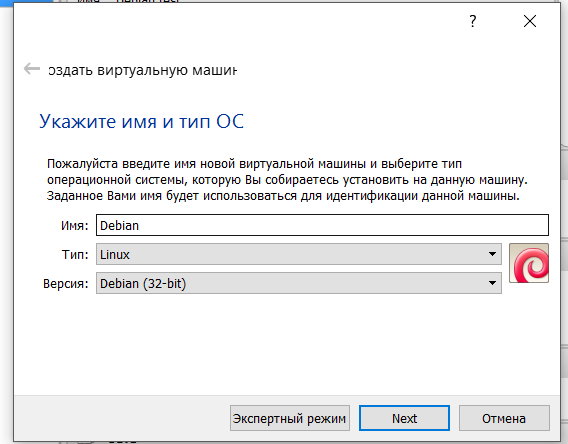 ?
оздать виртуальную машин
Укажите имя и тип ОС
Пожалуйста введите имя новой виртуальной машины и выберите тип
операционной системы, которую Вы собираетесь установить на данную машину.
Заданное Вами имя будет использоваться для идентификации данной машины.
Имя: Debian
Тип: Linux
Версия: Debian (32-bit)
Экспертный режим Next Отмена